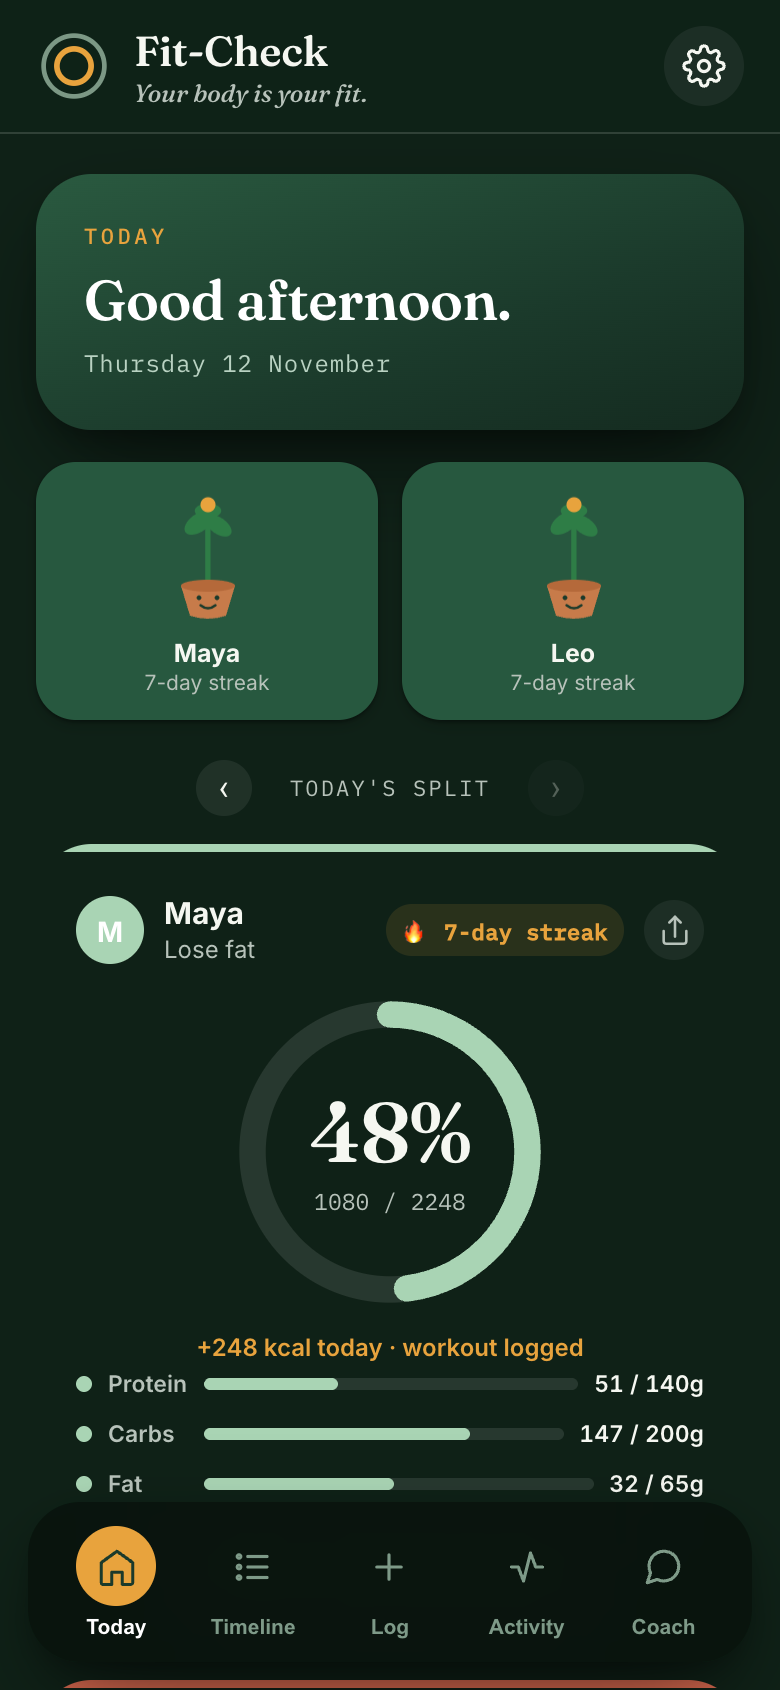 Fit-Check
Your body is your fit.
TODAY
Good afternoon.
Thursday 12 November
Maya
7-day streak
Leo
7-day streak
‹ TODAY'S SPLIT ›
M
Maya
Lose fat
🔥 7-day streak
48%
1080 / 2248
+248 kcal today · workout logged
Protein 51 / 140g
Carbs 147 / 200g
Fat 32 / 65g
Today Timeline Log Activity Coach